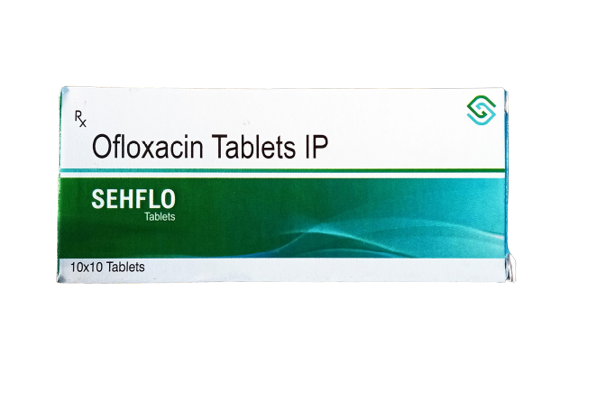 Rx
Ofloxacin Tablets IP
SEHFLO
Tablets
10x10 Tablets